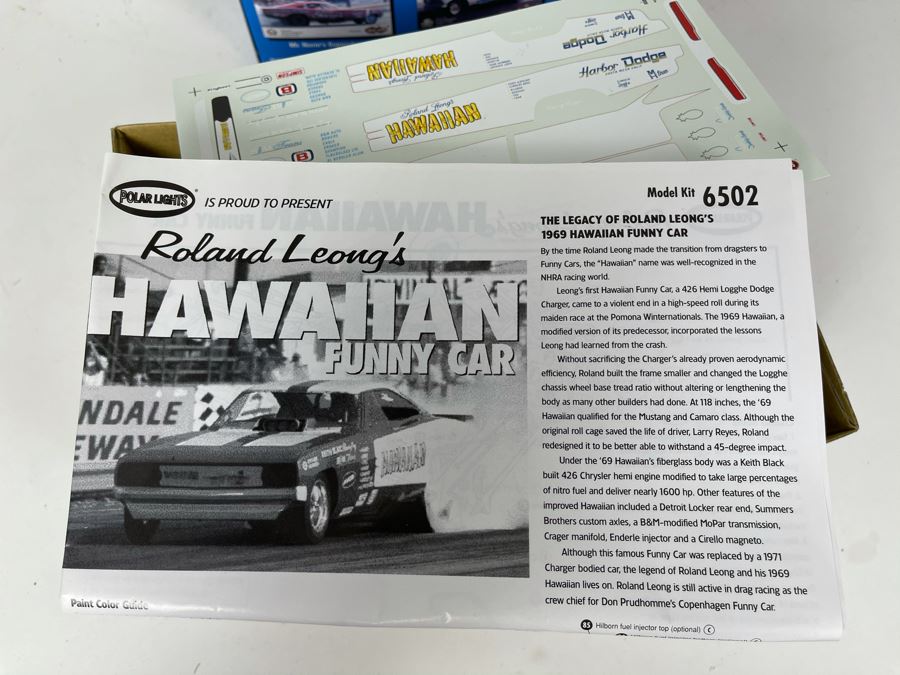 Roland Leong's
HAWAIIAN
Harbor Dodge
SIMPSON
Roland Leong's
HAWAIIAN
Harbor Dodge
POLAR LIGHTS
IS PROUD TO PRESENT
Roland Leong's
HAWAIIAN
FUNNY CAR
NDALE
EWAY
HAWAIIAN
Paint Color Guide
Model Kit 6502
THE LEGACY OF ROLAND LEONG'S
1969 HAWAIIAN FUNNY CAR
By the time Roland Leong made the transition from dragsters to
Funny Cars, the "Hawaiian" name was well-recognized in the
NHRA racing world.
Leong's first Hawaiian Funny Car, a 426 Hemi Logghe Dodge
Charger, came to a violent end in a high-speed roll during its
maiden race at the Pomona Winternationals. The 1969 Hawaiian, a
modified version of its predecessor, incorporated the lessons
Leong had learned from the crash.
Without sacrificing the Charger's already proven aerodynamic
efficiency, Roland built the frame smaller and changed the Logghe
chassis wheel base tread ratio without altering or lengthening the
body as many other builders had done. At 118 inches, the '69
Hawaiian qualified for the Mustang and Camaro class. Although the
original roll cage saved the life of driver, Larry Reyes, Roland
redesigned it to be better able to withstand a 45-degree impact.
Under the '69 Hawaiian's fiberglass body was a Keith Black
built 426 Chrysler hemi engine modified to take large percentages
of nitro fuel and deliver nearly 1600 hp. Other features of the
improved Hawaiian included a Detroit Locker rear end, Summers
Brothers custom axles, a B&M-modified MoPar transmission,
Crager manifold, Enderle injector and a Cirello magneto.
Although this famous Funny Car was replaced by a 1971
Charger bodied car, the legend of Roland Leong and his 1969
Hawaiian lives on. Roland Leong is still active in drag racing as the
crew chief for Don Prudhomme's Copenhagen Funny Car.
85 Hilborn fuel injector top (optional) C